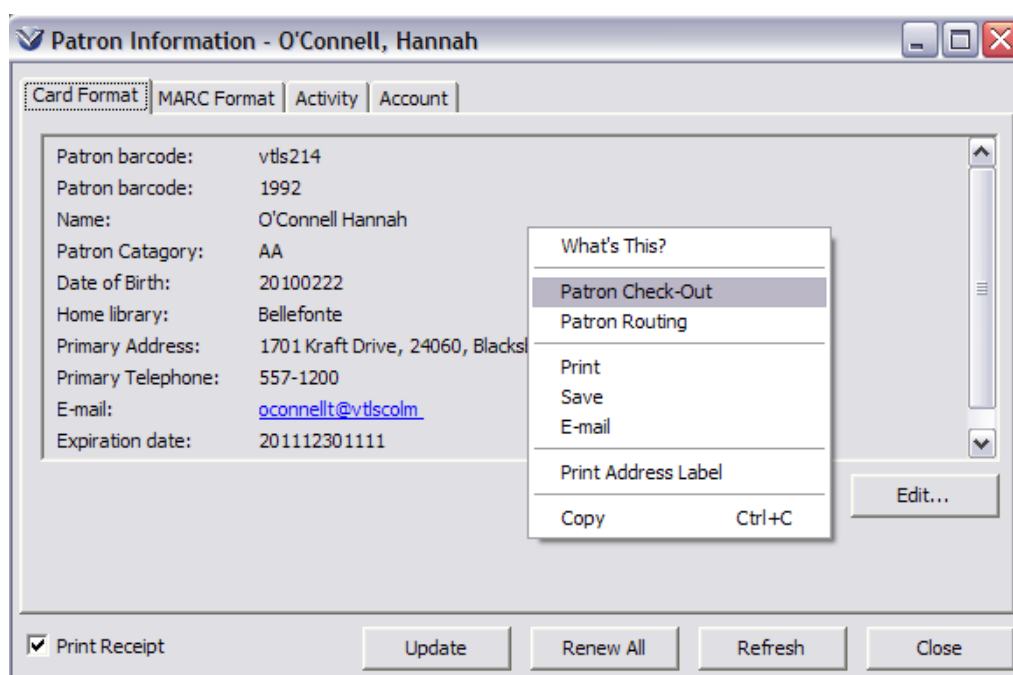 Patron Information - O'Connell, Hannah
Card Format MARC Format Activity Account
Patron barcode: vtls214
Patron barcode: 1992
Name: O'Connell Hannah
Patron Catagory: AA
Date of Birth: 20100222
Home library: Bellefonte
Primary Address: 1701 Kraft Drive, 24060,
Primary Telephone: 557-1200
E-mail: oconnellt@vtlscolm
Expiration date: 201112301111
What's This?
Patron Check-Out
Patron Routing
Print
Save
E-mail
Print Address Label
Copy Ctrl+C
Edit...
Print Receipt Update Renew All Refresh Close